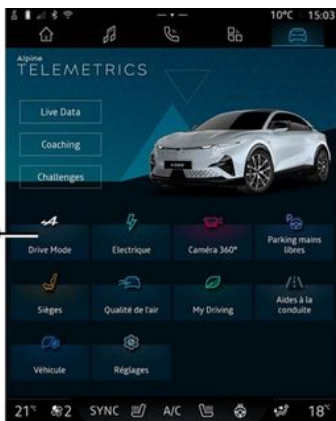 10°C 15:03
Alpine
TELEMETRICS
Live Data
Coaching
Challenges
Drive Mode
Electrique
Caméra 360°
Parking mains
libres
Sièges
Qualité de l'air
My Driving
Aides à la
conduite
Véhicule
Réglages
21°C 2 SYNC A/C 18°C